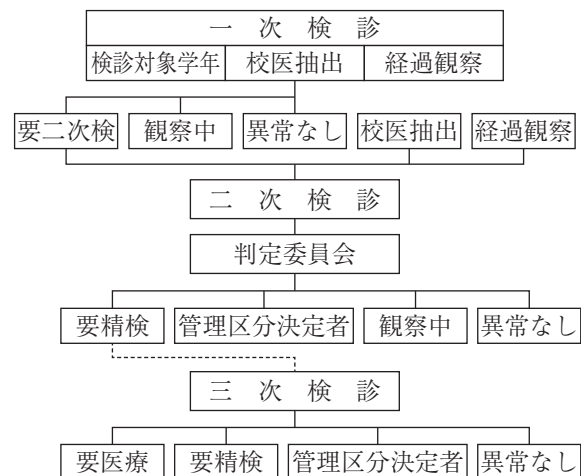 一次検診
検診対象学年 校医抽出 経過観察
要二次検 観察中 異常なし 校医抽出 経過観察
二次検診
判定委員会
要精検 管理区分決定者 観察中 異常なし
三次検診
要医療 要精検 管理区分決定者 異常なし